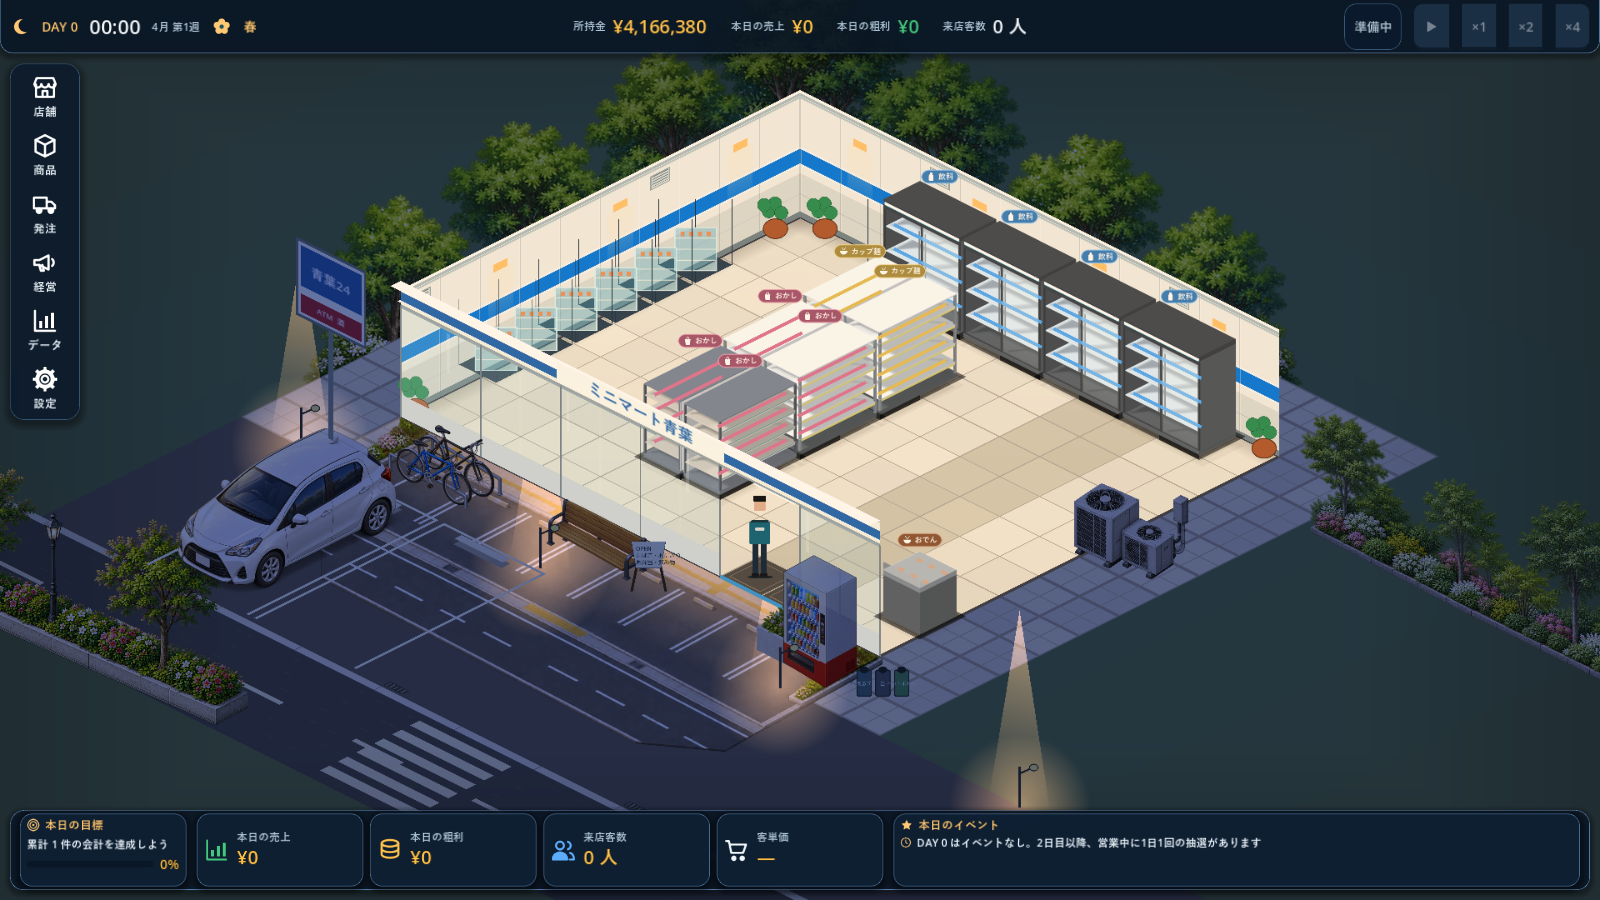 DAY 0 00:00 4月 第1週 春
所持金 ¥4,166,380 本日の売上 ¥0 本日の粗利 ¥0 来店客数 0 人
準備中 ▶ ×1 ×2 ×4
店舗
商品
発注
経営
データ
設定
飲料
飲料
飲料
飲料
カップ麺
カップ麺
おかし
おかし
おかし
おかし
おでん
青葉24
ATM 酒
ミニマート青葉
OPEN
本日の目標
累計 1 件の会計を達成しよう
0%
本日の売上
¥0
本日の粗利
¥0
来店客数
0 人
客単価
—
本日のイベント
DAY 0 はイベントなし。2日目以降、営業中に1日1回の抽選があります